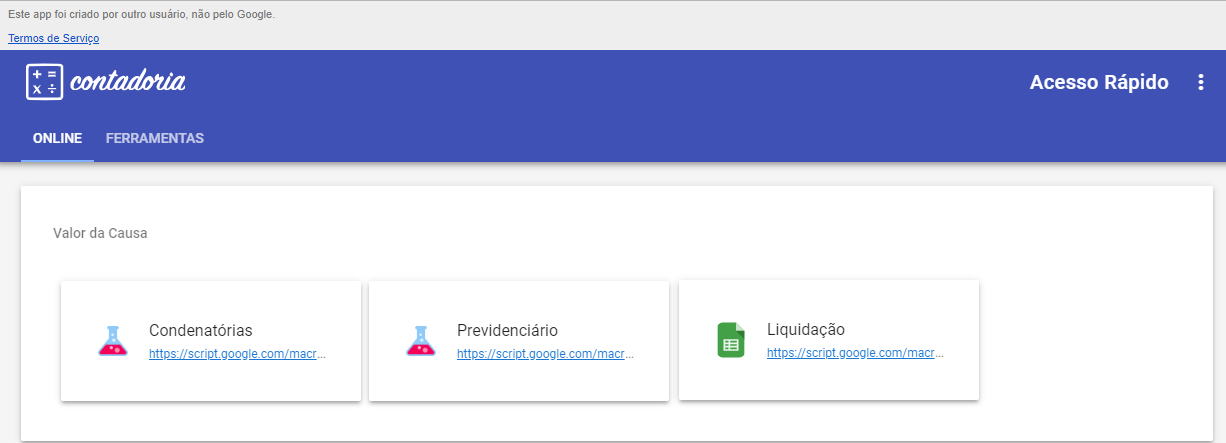 Este app foi criado por outro usuário, não pelo Google.
Termos de Serviço
+ = x ÷ contadoria
Acesso Rápido
ONLINE FERRAMENTAS
Valor da Causa
Condenatórias
https://script.google.com/macr...
Previdenciário
https://script.google.com/macr...
Liquidação
https://script.google.com/macr...